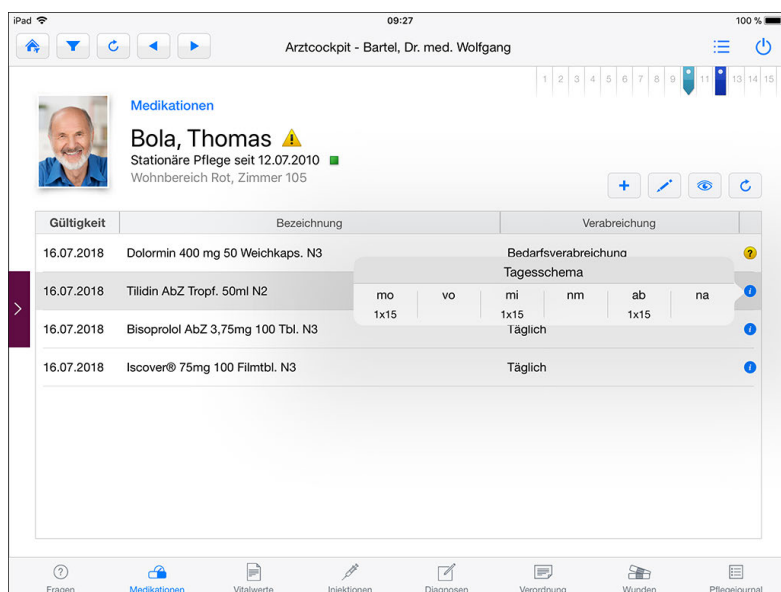 iPad 09:27 100 %
Arztcockpit - Bartel, Dr. med. Wolfgang
1 2 3 4 5 6 7 8 9 11 13 14 15
Medikationen
Bola, Thomas
Stationäre Pflege seit 12.07.2010
Wohnbereich Rot, Zimmer 105
Gültigkeit Bezeichnung Verabreichung
16.07.2018 Dolormin 400 mg 50 Weichkaps. N3 Bedarfsverabreichung
Tagesschema
16.07.2018 Tilidin AbZ Tropf. 50ml N2
mo vo mi nm ab na
1x15 1x15 1x15
16.07.2018 Bisoprolol AbZ 3,75mg 100 Tbl. N3 Täglich
16.07.2018 Iscover® 75mg 100 Filmtbl. N3 Täglich
Fragen Medikationen Vitalwerte Injektionen Diagnosen Verordnung Wunden Pflegejournal